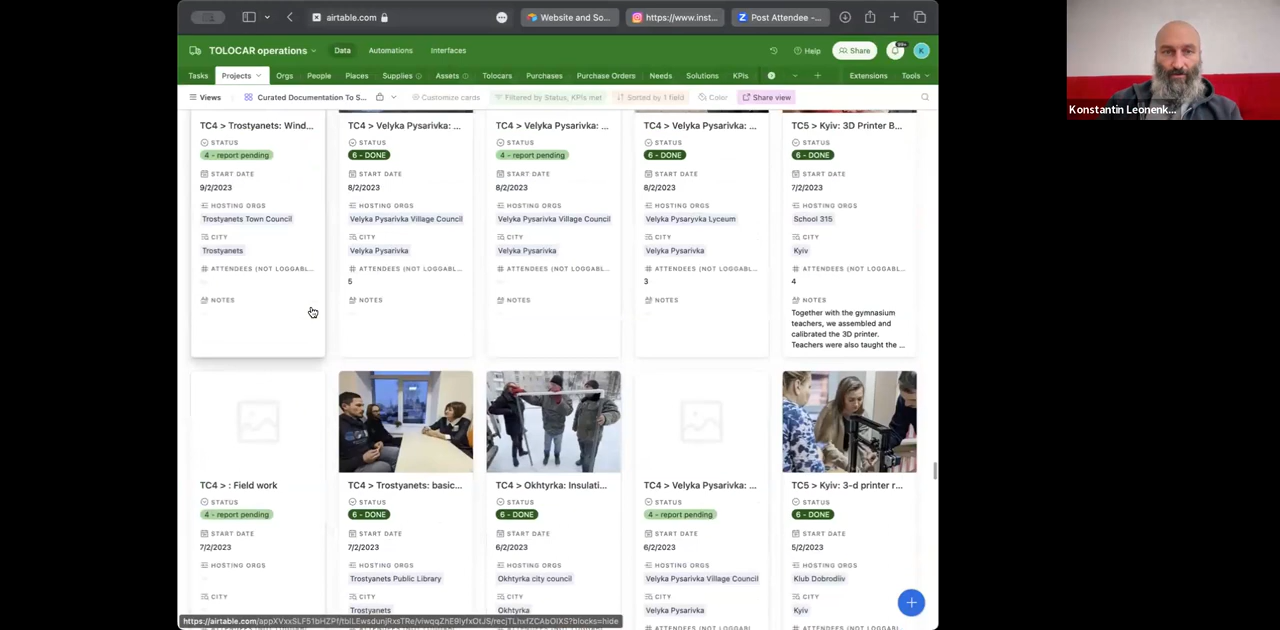 airtable.com
Website and So...
https://www.inst...
Post Attendee -...
TOLOCAR operations
Data
Automations
Interfaces
Help
Share
99+
K
Tasks
Projects
Orgs
People
Places
Supplies
Assets
Tolocars
Purchases
Purchase Orders
Needs
Solutions
KPIs
Extensions
Tools
Views
Curated Documentation To S...
Customize cards
Filtered by Status, KPIs met
Sorted by 1 field
Color
Share view
TC4 > Trostyanets: Wind...
STATUS
4 - report pending
START DATE
9/2/2023
HOSTING ORGS
Trostyanets Town Council
CITY
Trostyanets
ATTENDEES (NOT LOGGABL...
NOTES
TC4 > Velyka Pysarivka: ...
STATUS
6 - DONE
START DATE
8/2/2023
HOSTING ORGS
Velyka Pysarivka Village Council
CITY
Velyka Pysarivka
ATTENDEES (NOT LOGGABL...
5
NOTES
TC4 > Velyka Pysarivka: ...
STATUS
4 - report pending
START DATE
8/2/2023
HOSTING ORGS
Velyka Pysarivka Village Council
CITY
Velyka Pysarivka
ATTENDEES (NOT LOGGABL...
NOTES
TC4 > Velyka Pysarivka: ...
STATUS
6 - DONE
START DATE
8/2/2023
HOSTING ORGS
Velyka Pysaryvka Lyceum
CITY
Velyka Pysarivka
ATTENDEES (NOT LOGGABL...
3
NOTES
TC5 > Kyiv: 3D Printer B...
STATUS
6 - DONE
START DATE
7/2/2023
HOSTING ORGS
School 315
CITY
Kyiv
ATTENDEES (NOT LOGGABL...
4
NOTES
Together with the gymnasium
teachers, we assembled and
calibrated the 3D printer.
Teachers were also taught the ...
TC4 > : Field work
STATUS
4 - report pending
START DATE
7/2/2023
HOSTING ORGS
CITY
TC4 > Trostyanets: basic...
STATUS
6 - DONE
START DATE
7/2/2023
HOSTING ORGS
Trostyanets Public Library
CITY
Trostyanets
TC4 > Okhtyrka: Insulati...
STATUS
6 - DONE
START DATE
6/2/2023
HOSTING ORGS
Okhtyrka city council
CITY
Okhtyrka
TC4 > Velyka Pysarivka: ...
STATUS
4 - report pending
START DATE
6/2/2023
HOSTING ORGS
Velyka Pysarivka Village Council
CITY
Velyka Pysarivka
TC5 > Kyiv: 3-d printer r...
STATUS
6 - DONE
START DATE
5/2/2023
HOSTING ORGS
Klub Dobrodiiv
CITY
Kyiv
Konstantin Leonenk...